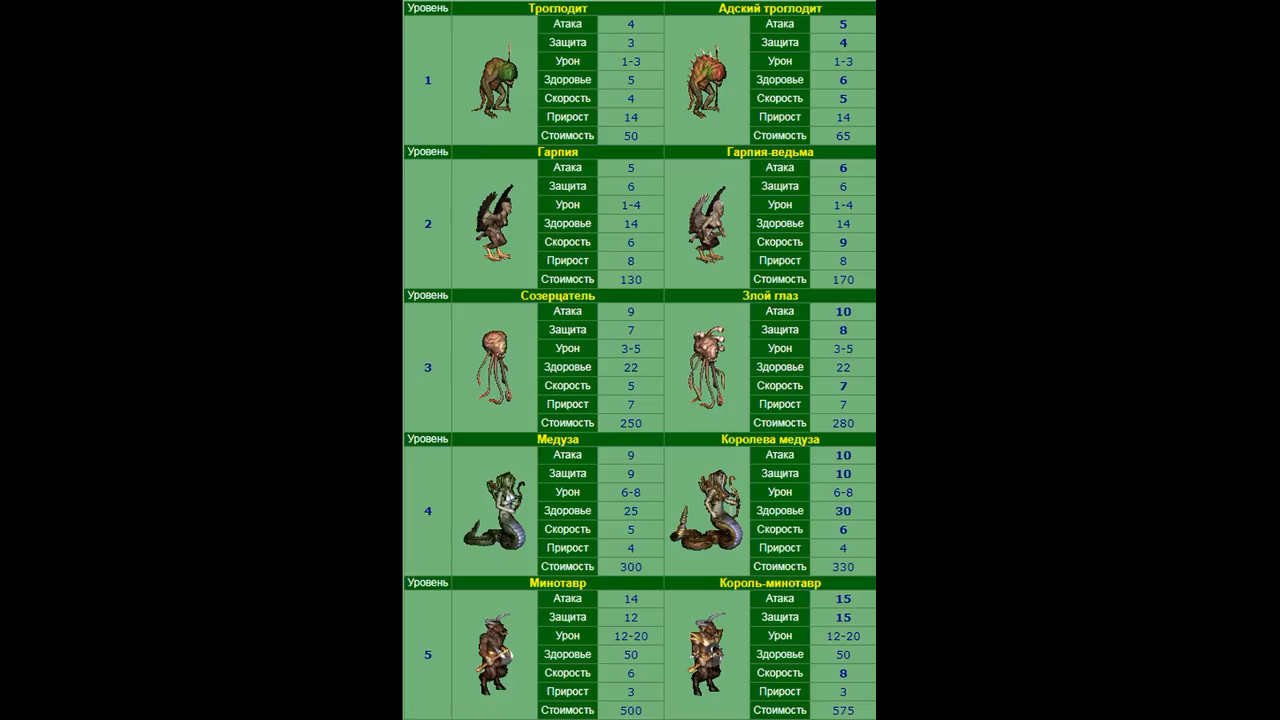 Уровень Троглодит Адский троглодит
Атака 4 Атака 5
Защита 3 Защита 4
Урон 1-3 Урон 1-3
1 Здоровье 5 Здоровье 6
Скорость 4 Скорость 5
Прирост 14 Прирост 14
Стоимость 50 Стоимость 65
Уровень Гарпия Гарпия-ведьма
Атака 5 Атака 6
Защита 6 Защита 6
Урон 1-4 Урон 1-4
2 Здоровье 14 Здоровье 14
Скорость 6 Скорость 9
Прирост 8 Прирост 8
Стоимость 130 Стоимость 170
Уровень Созерцатель Злой глаз
Атака 9 Атака 10
Защита 7 Защита 8
Урон 3-5 Урон 3-5
3 Здоровье 22 Здоровье 22
Скорость 5 Скорость 7
Прирост 7 Прирост 7
Стоимость 250 Стоимость 280
Уровень Медуза Королева медуза
Атака 9 Атака 10
Защита 9 Защита 10
Урон 6-8 Урон 6-8
4 Здоровье 25 Здоровье 30
Скорость 5 Скорость 6
Прирост 4 Прирост 4
Стоимость 300 Стоимость 330
Уровень Минотавр Король-минотавр
Атака 14 Атака 15
Защита 12 Защита 15
Урон 12-20 Урон 12-20
5 Здоровье 50 Здоровье 50
Скорость 6 Скорость 8
Прирост 3 Прирост 3
Стоимость 500 Стоимость 575